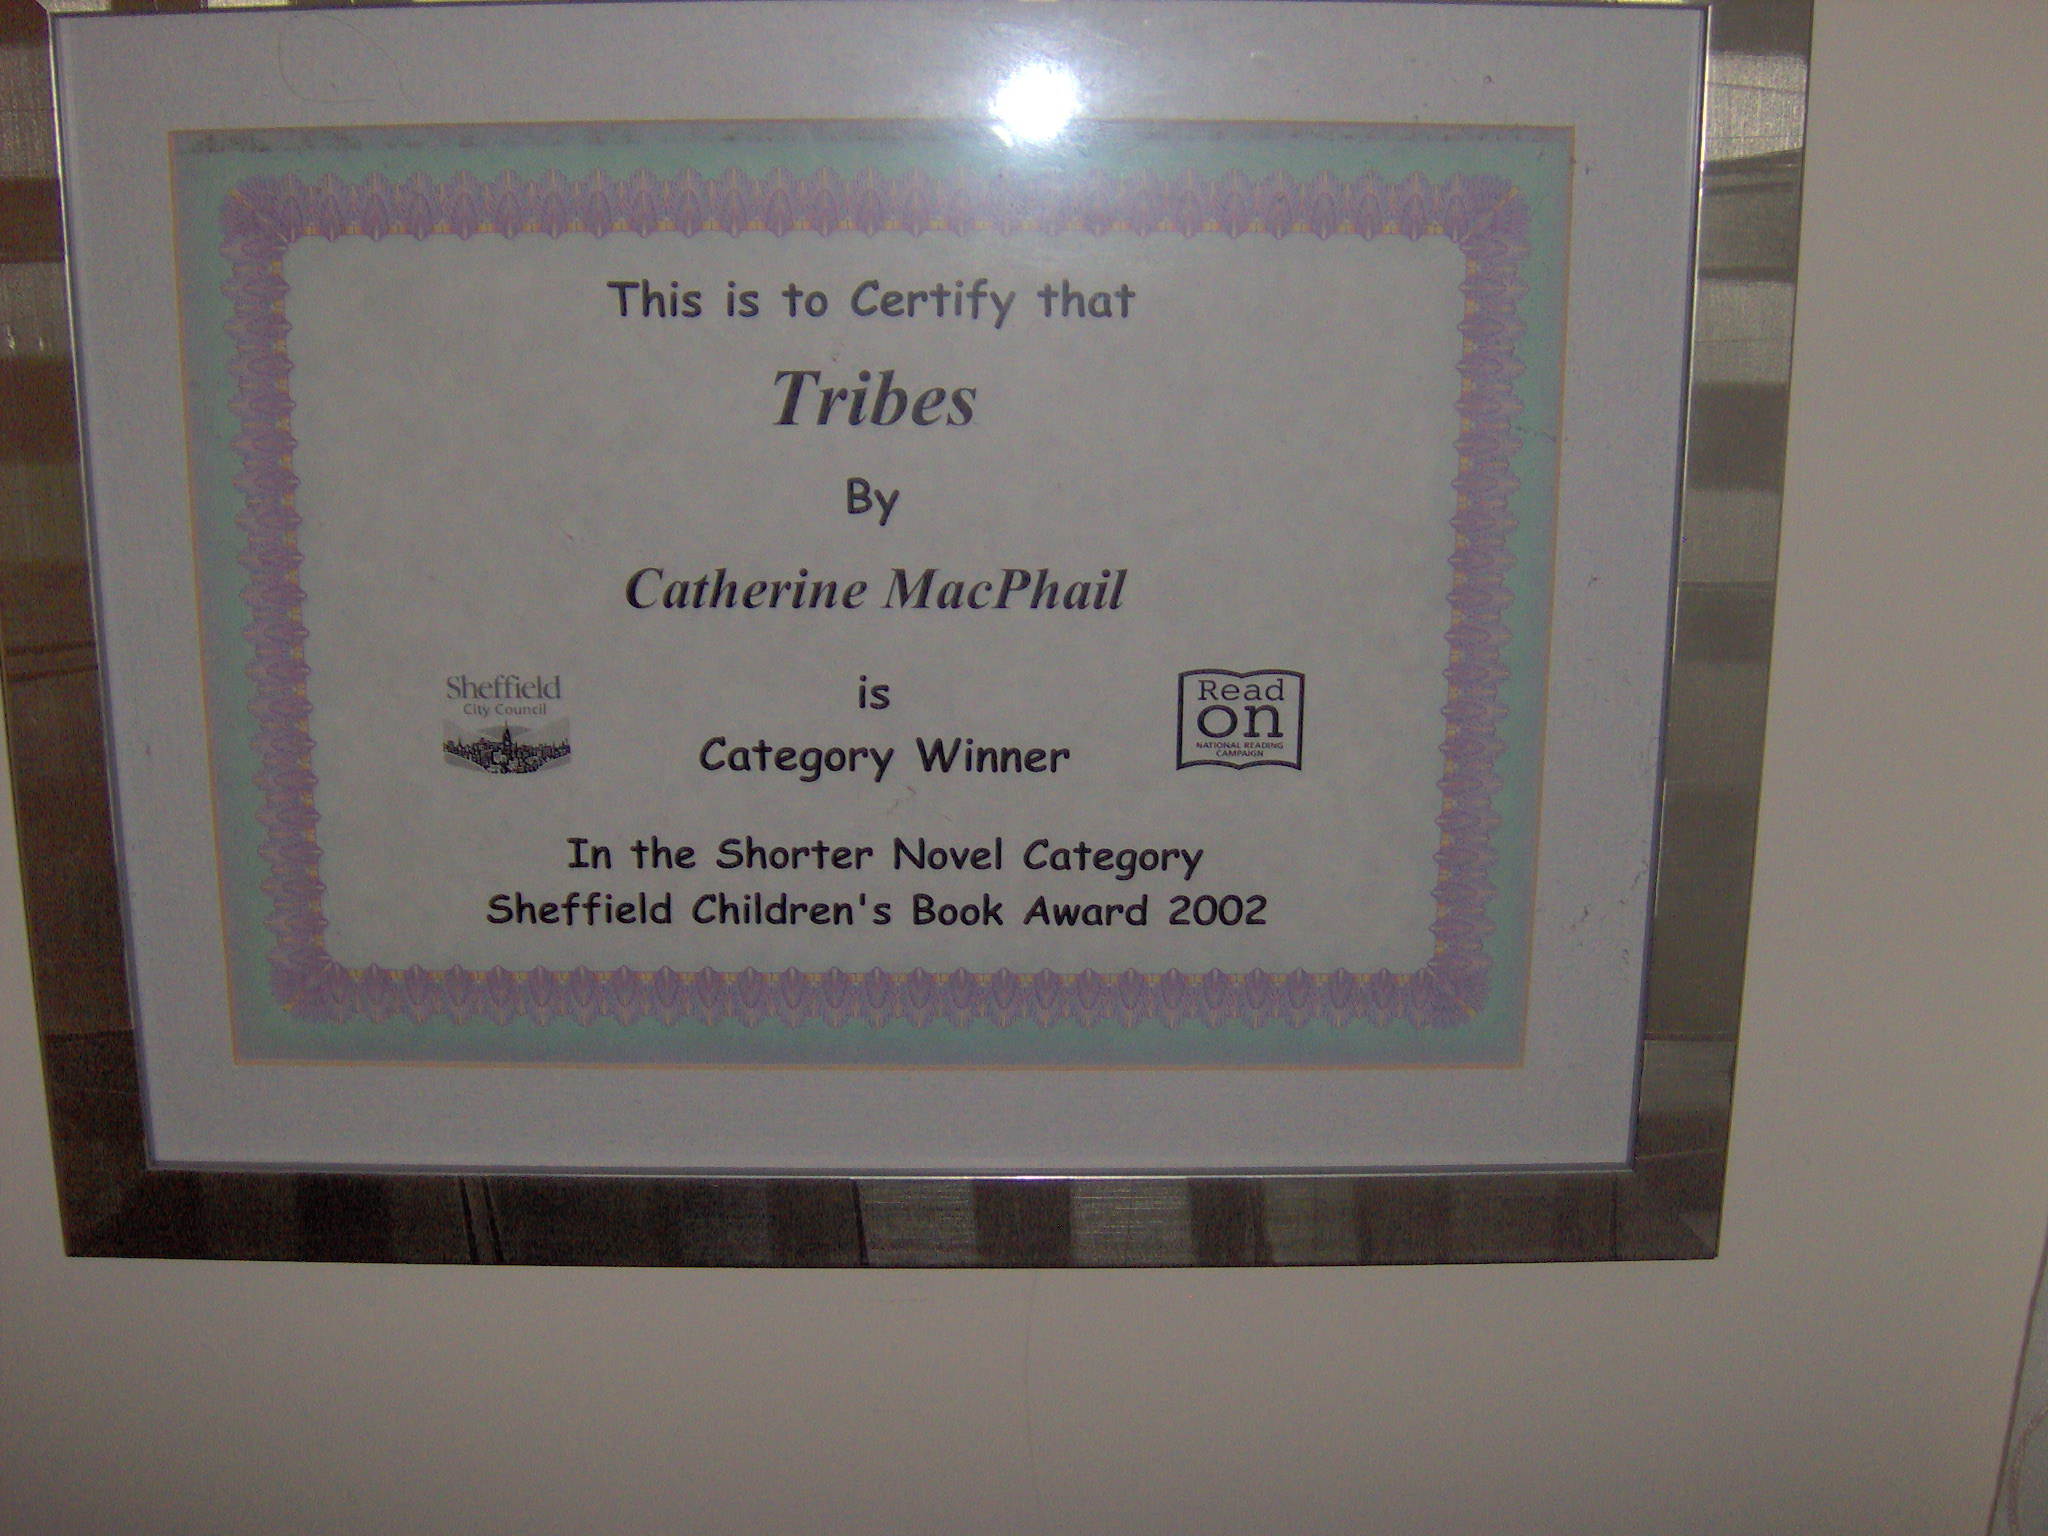 This is to Certify that
Tribes
By
Catherine MacPhail
is
Category Winner
Sheffield
City Council
Read
on
NATIONAL READING
CAMPAIGN
In the Shorter Novel Category
Sheffield Children's Book Award 2002